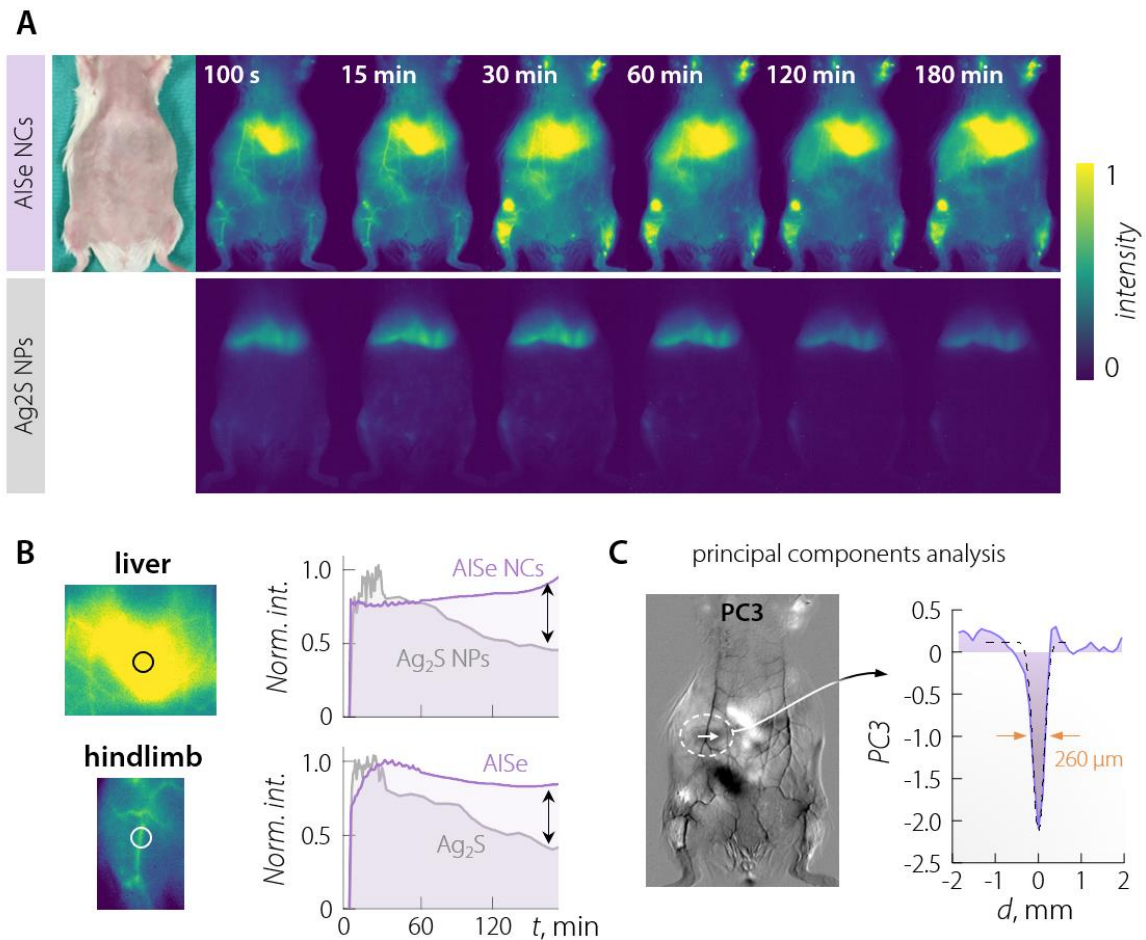 A
AISe NCs
100 s
15 min
30 min
60 min
120 min
180 min
1
intensity
0
Ag2S NPs
B
liver
1.0
AISe NCs
Norm. int.
0.5
Ag₂S NPs
0
hindlimb
1.0
AISe
Norm. int.
0.5
Ag₂S
0
60
120
t, min
C
principal components analysis
PC3
0.5
0
-0.5
-1.0
PC3
260 µm
-1.5
-2.0
-2.5
-2
-1
0
1
2
d, mm